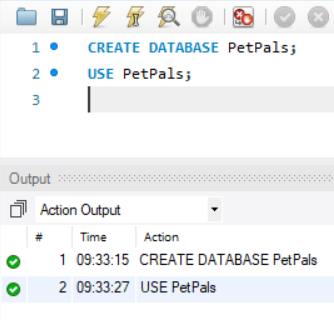 1 CREATE DATABASE PetPals;
2 USE PetPals;
3
Output
Action Output
# Time Action
1 09:33:15 CREATE DATABASE PetPals
2 09:33:27 USE PetPals